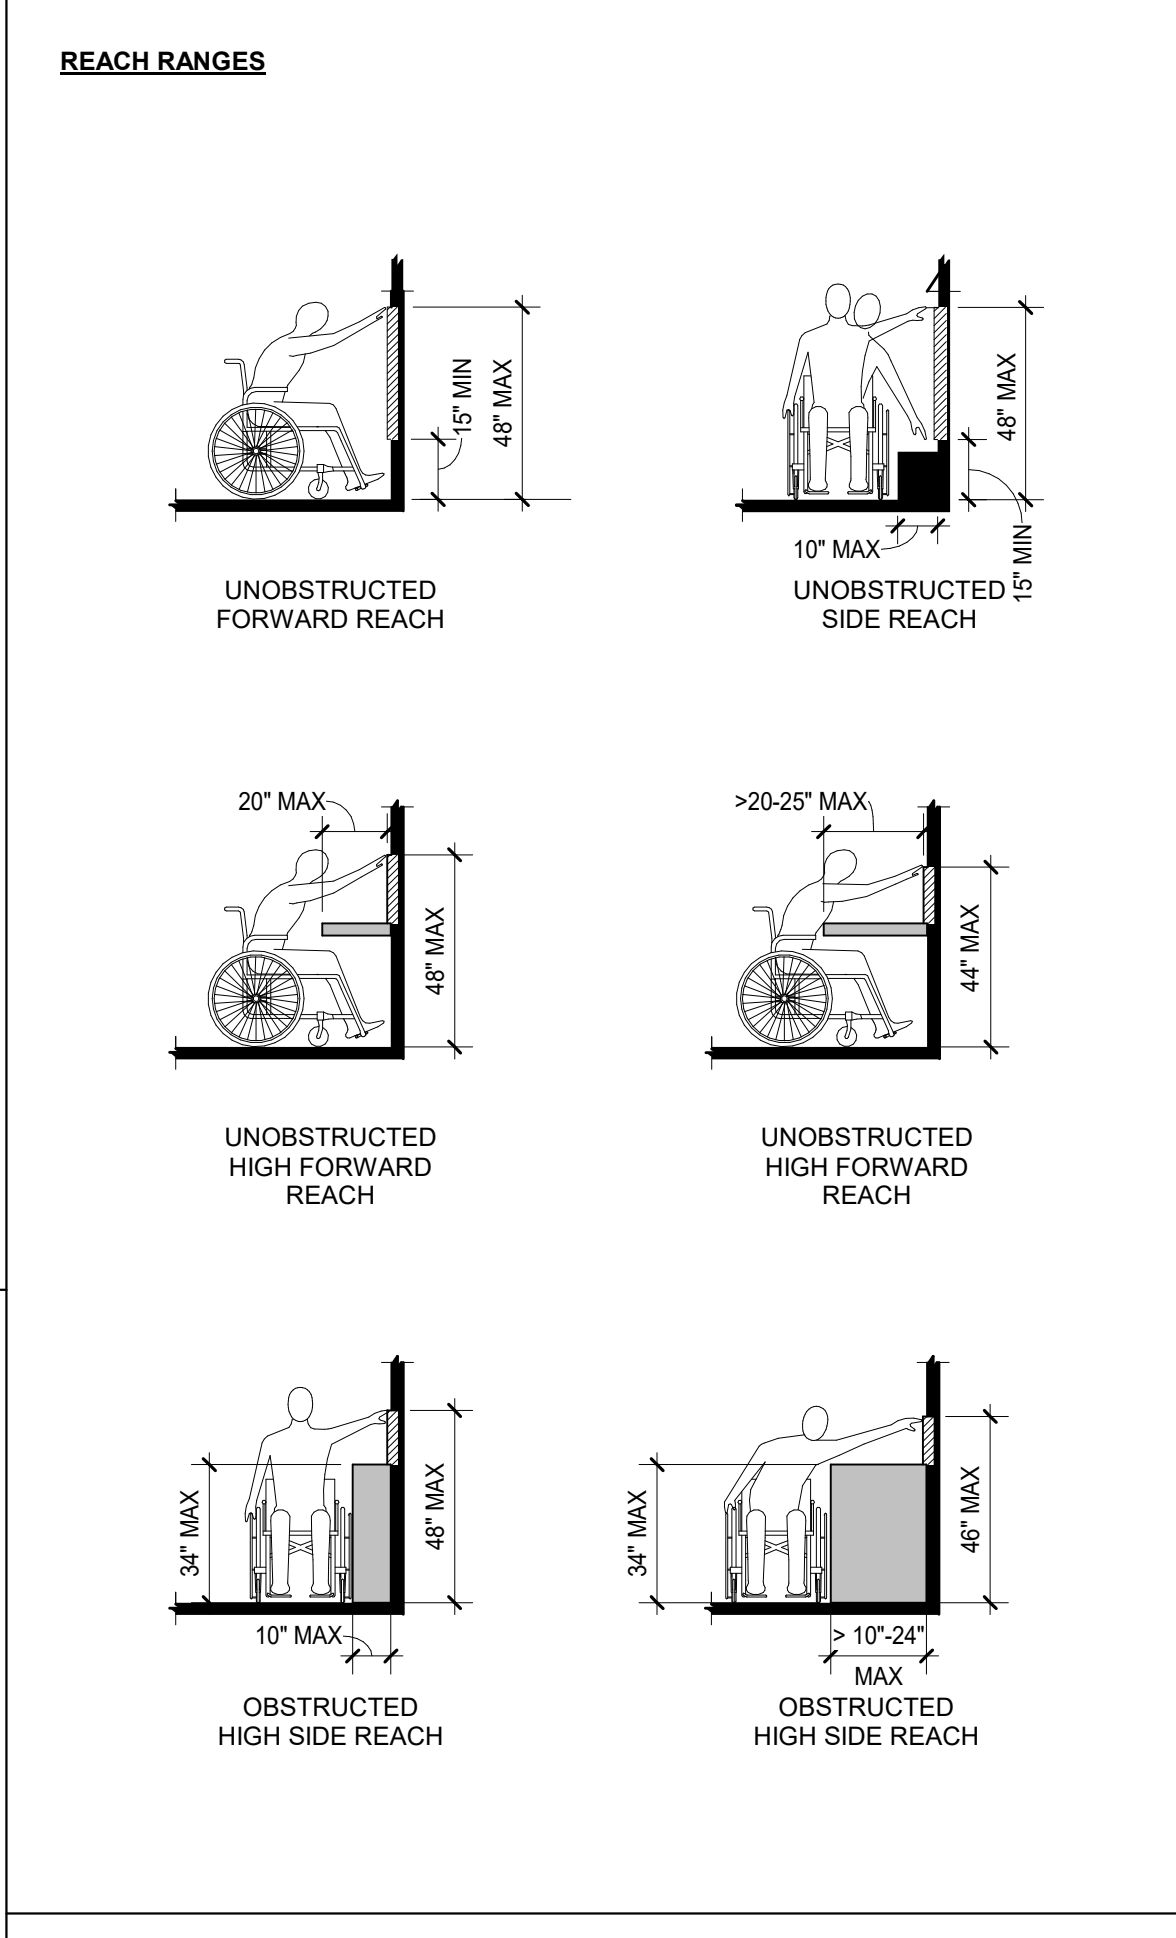 REACH RANGES
15" MIN
48" MAX
UNOBSTRUCTED
FORWARD REACH
48" MAX
10" MAX
15" MIN
UNOBSTRUCTED
SIDE REACH
20" MAX
48" MAX
UNOBSTRUCTED
HIGH FORWARD
REACH
>20-25" MAX
44" MAX
UNOBSTRUCTED
HIGH FORWARD
REACH
34" MAX
48" MAX
10" MAX
OBSTRUCTED
HIGH SIDE REACH
34" MAX
46" MAX
> 10"-24"
MAX
OBSTRUCTED
HIGH SIDE REACH